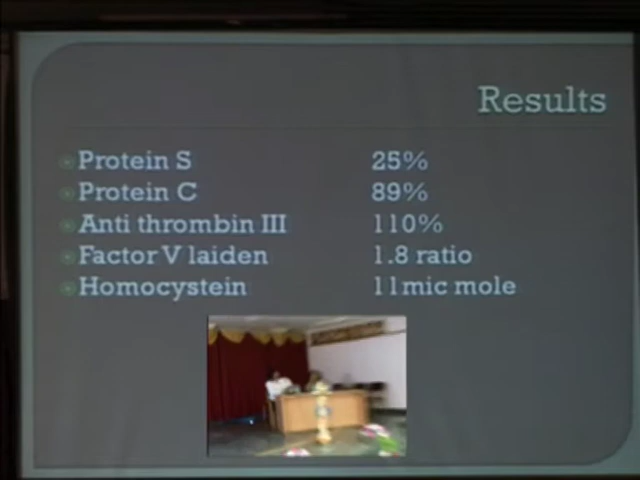 Results
Protein S 25%
Protein C 89%
Anti thrombin III 110%
Factor V laiden 1.8 ratio
Homocystein 11mic mole